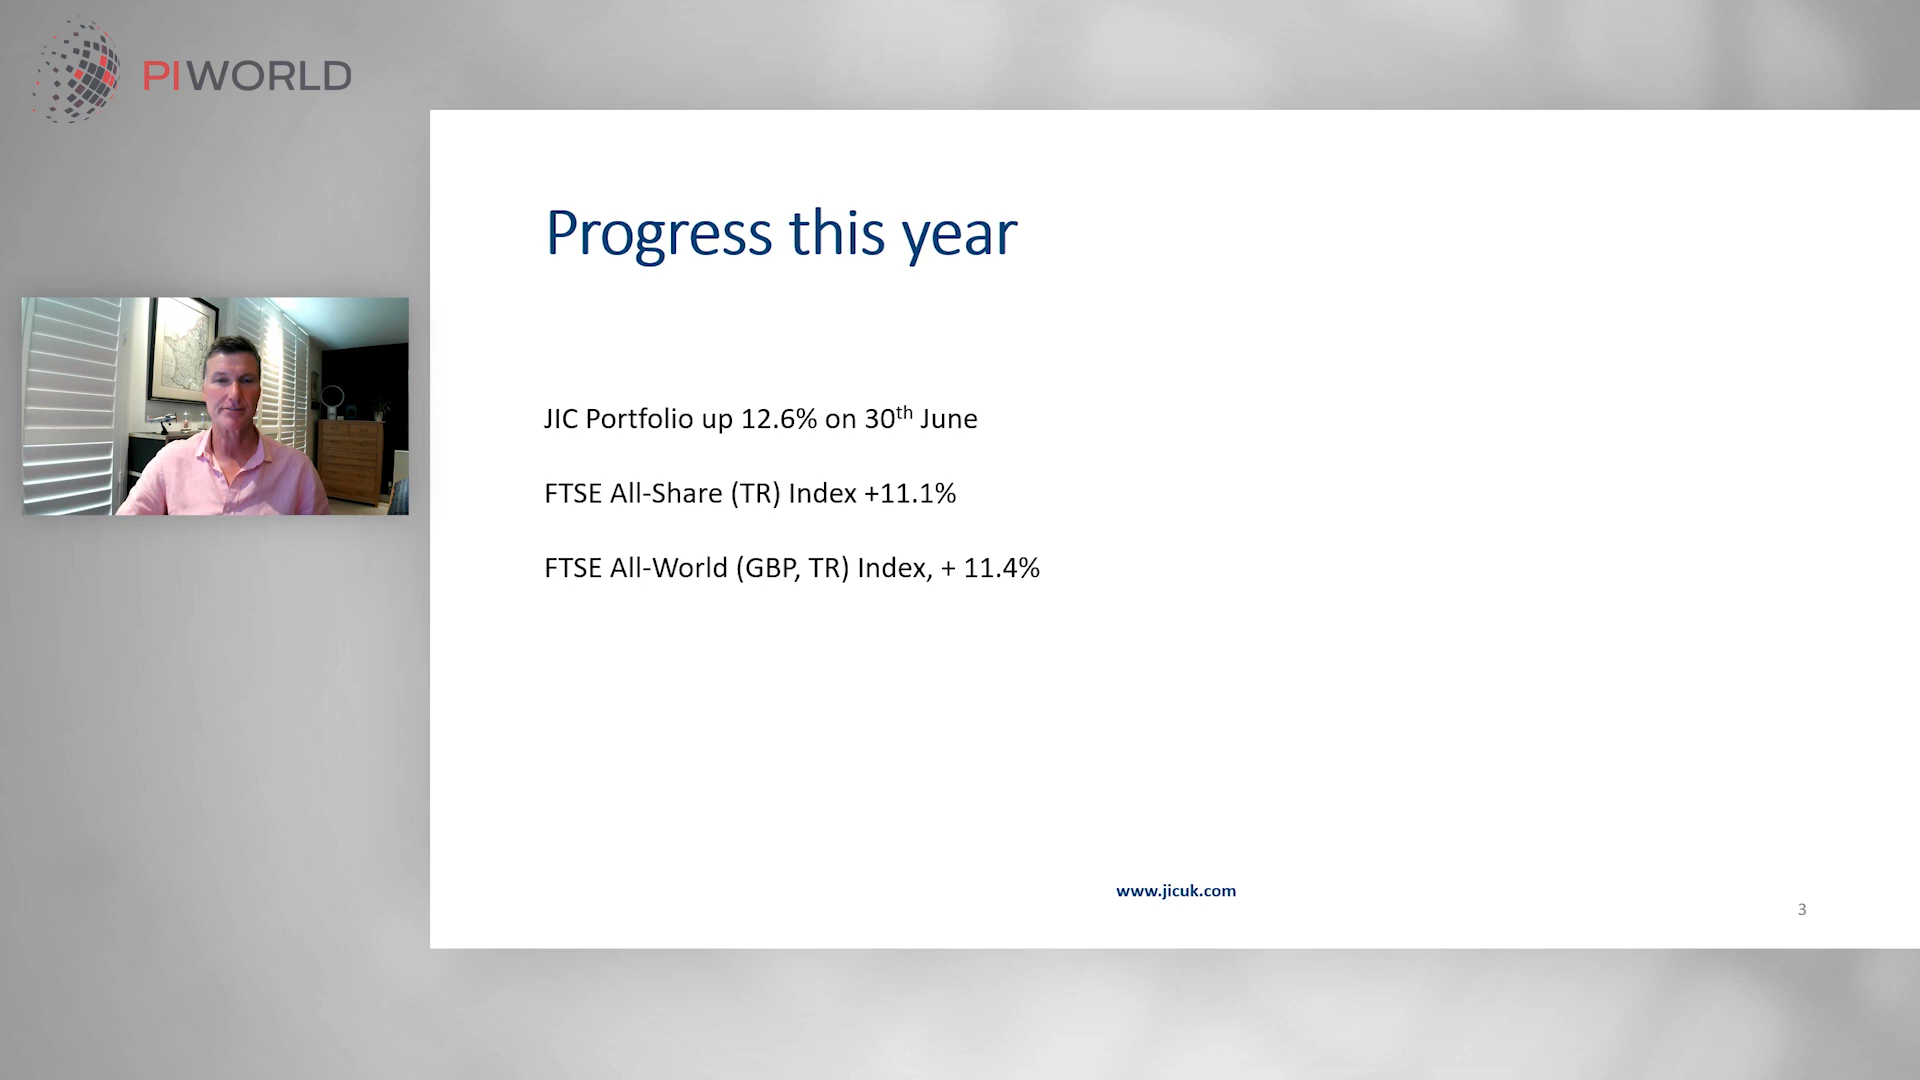 PIWORLD
Progress this year
JIC Portfolio up 12.6% on 30th June
FTSE All-Share (TR) Index +11.1%
FTSE All-World (GBP, TR) Index, + 11.4%
www.jicuk.com
3